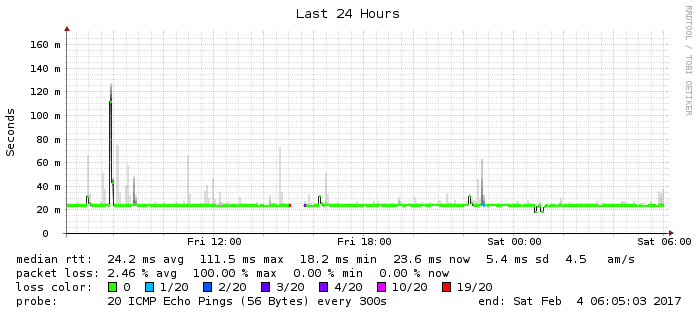 Last 24 Hours
RRDTOOL / TOBI OETIKER
Seconds
160 m
140 m
120 m
100 m
80 m
60 m
40 m
20 m
0
Fri 12:00 Fri 18:00 Sat 00:00 Sat 06:00
median rtt: 24.2 ms avg 111.5 ms max 18.2 ms min 23.6 ms now 5.4 ms sd 4.5 am/s
packet loss: 2.46 % avg 100.00 % max 0.00 % min 0.00 % now
loss color: 0 1/20 2/20 3/20 4/20 10/20 19/20
probe: 20 ICMP Echo Pings (56 Bytes) every 300s end: Sat Feb 4 06:05:03 2017